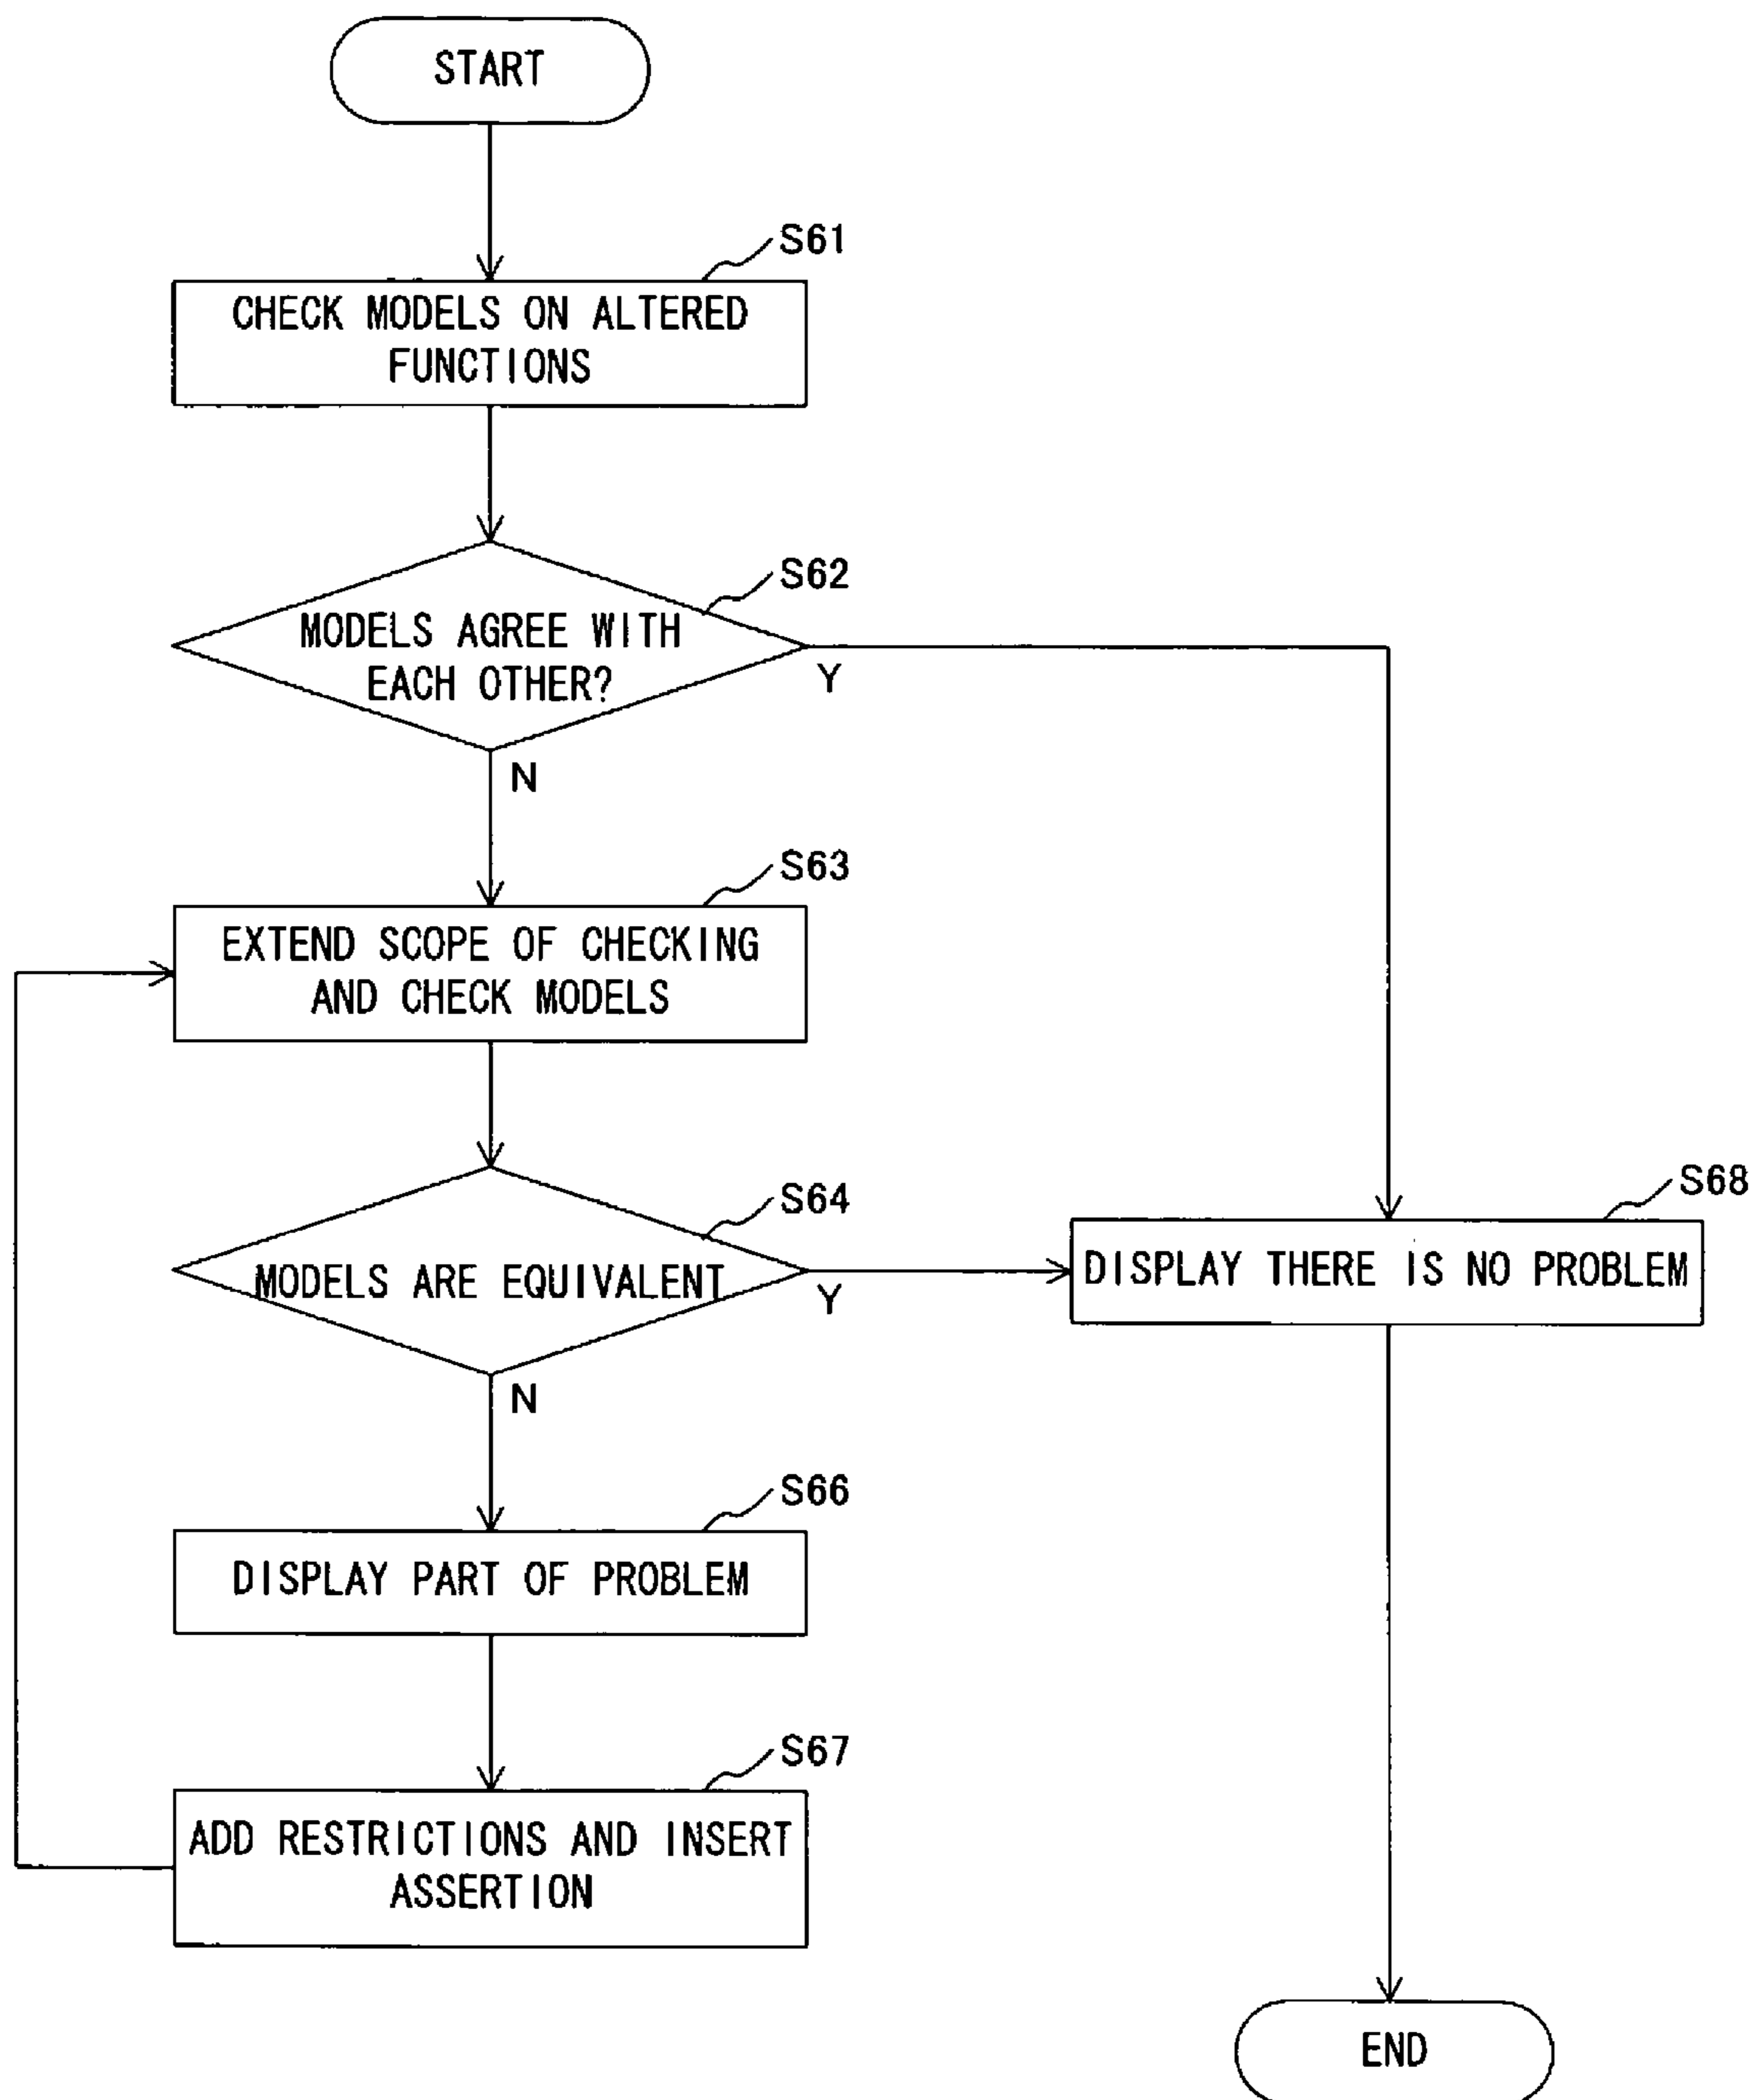 START
S61
CHECK MODELS ON ALTERED
FUNCTIONS
S62
MODELS AGREE WITH
EACH OTHER?
Y
N
S63
EXTEND SCOPE OF CHECKING
AND CHECK MODELS
S64
MODELS ARE EQUIVALENT
Y
N
S68
DISPLAY THERE IS NO PROBLEM
S66
DISPLAY PART OF PROBLEM
S67
ADD RESTRICTIONS AND INSERT
ASSERTION
END